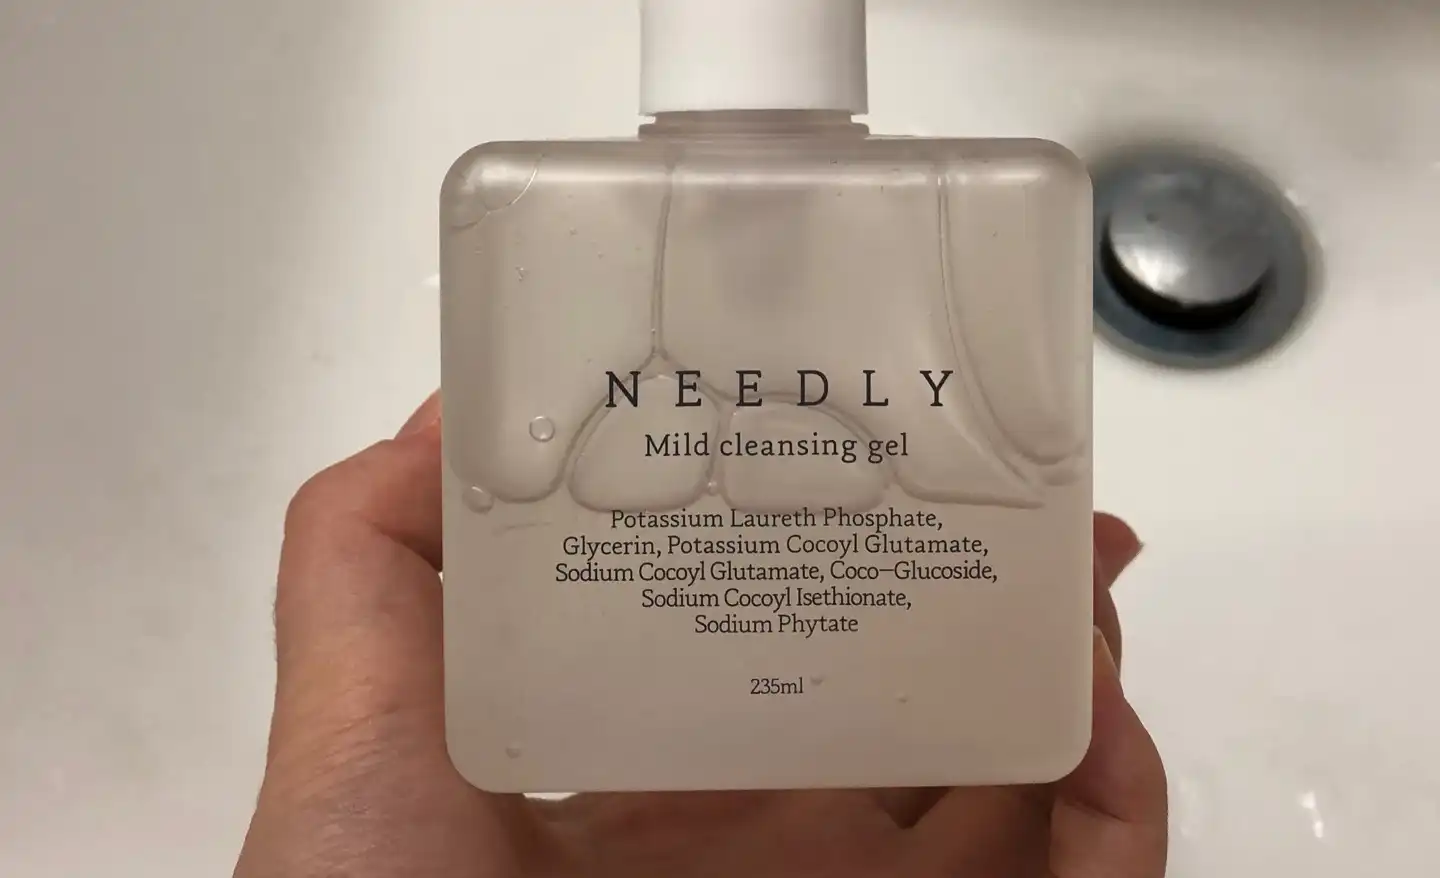 NEEDLY
Mild cleansing gel
Potassium Laureth Phosphate,
Glycerin, Potassium Cocoyl Glutamate,
Sodium Cocoyl Glutamate, Coco-Glucoside,
Sodium Cocoyl Isethionate,
Sodium Phytate
235ml